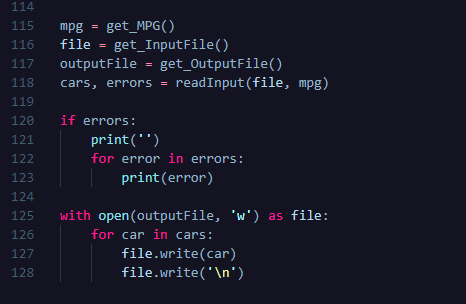 114
115 mpg = get_MPG()
116 file = get_InputFile()
117 outputFile = get_OutputFile()
118 cars, errors = readInput(file, mpg)
119
120 if errors:
121     print('')
122     for error in errors:
123         print(error)
124
125 with open(outputFile, 'w') as file:
126     for car in cars:
127         file.write(car)
128         file.write('\n')